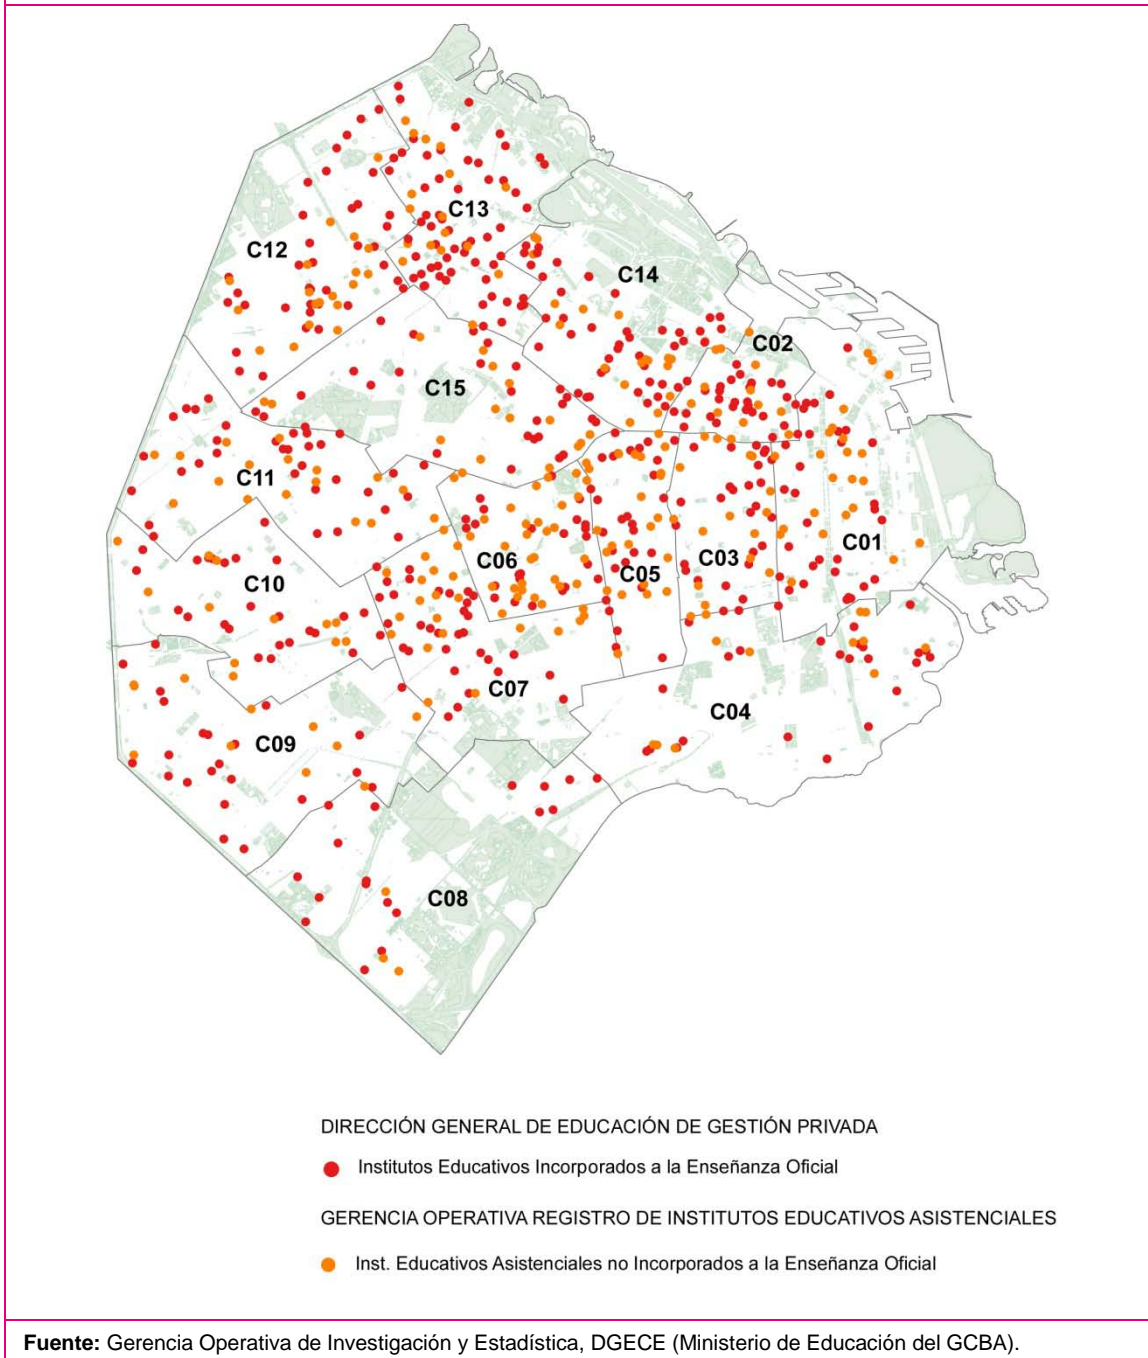 C13
C12
C14
C02
C15
C11
C01
C06
C03
C05
C10
C07
C04
C09
C08
DIRECCIÓN GENERAL DE EDUCACIÓN DE GESTIÓN PRIVADA
Institutos Educativos Incorporados a la Enseñanza Oficial
GERENCIA OPERATIVA REGISTRO DE INSTITUTOS EDUCATIVOS ASISTENCIALES
Inst. Educativos Asistenciales no Incorporados a la Enseñanza Oficial
Fuente: Gerencia Operativa de Investigación y Estadística, DGECE (Ministerio de Educación del GCBA).